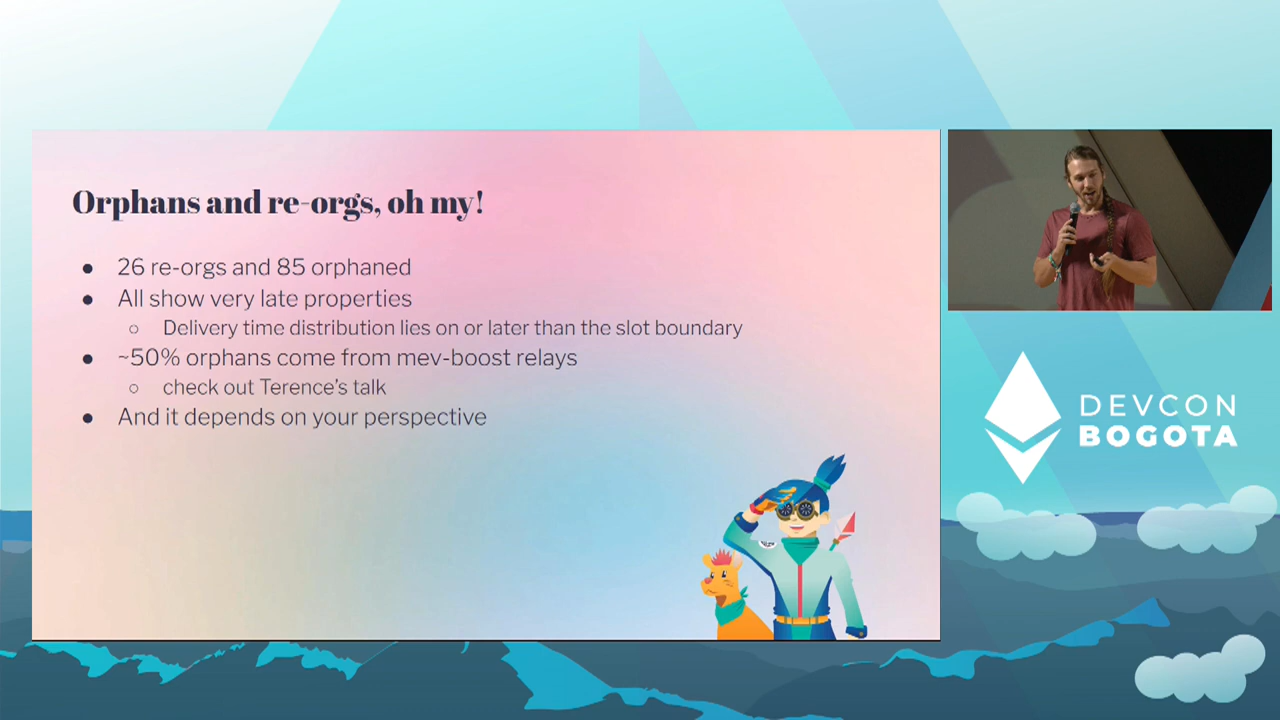 Orphans and re-orgs, oh my!
● 26 re-orgs and 85 orphaned
● All show very late properties
○ Delivery time distribution lies on or later than the slot boundary
● ~50% orphans come from mev-boost relays
○ check out Terence's talk
● And it depends on your perspective
DEVCON
BOGOTA